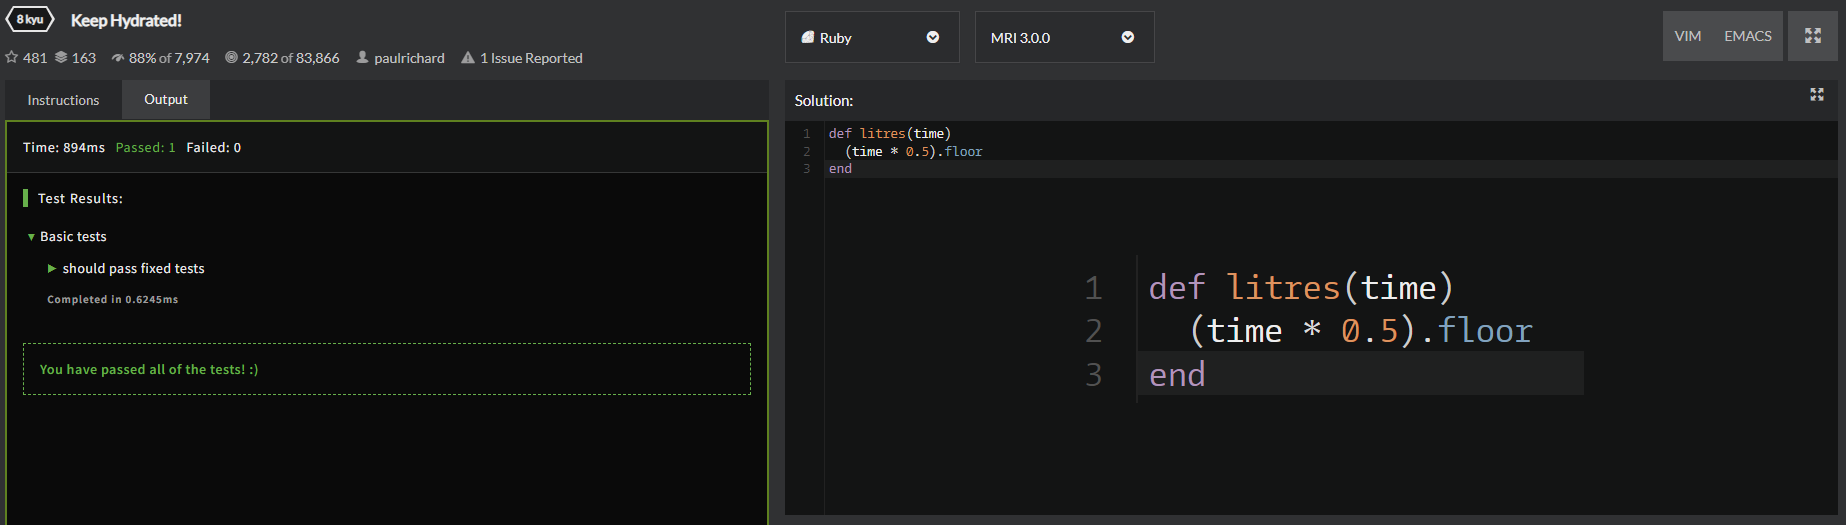 8 kyu Keep Hydrated!
481 163 88% of 7,974 2,782 of 83,866 paulrichard 1 Issue Reported
Instructions Output
Time: 894ms Passed: 1 Failed: 0
Test Results:
Basic tests
should pass fixed tests
Completed in 0.6245ms
You have passed all of the tests! :)
Ruby MRI 3.0.0 VIM EMACS
Solution:
1 def litres(time)
2 (time * 0.5).floor
3 end
1 def litres(time)
2 (time * 0.5).floor
3 end